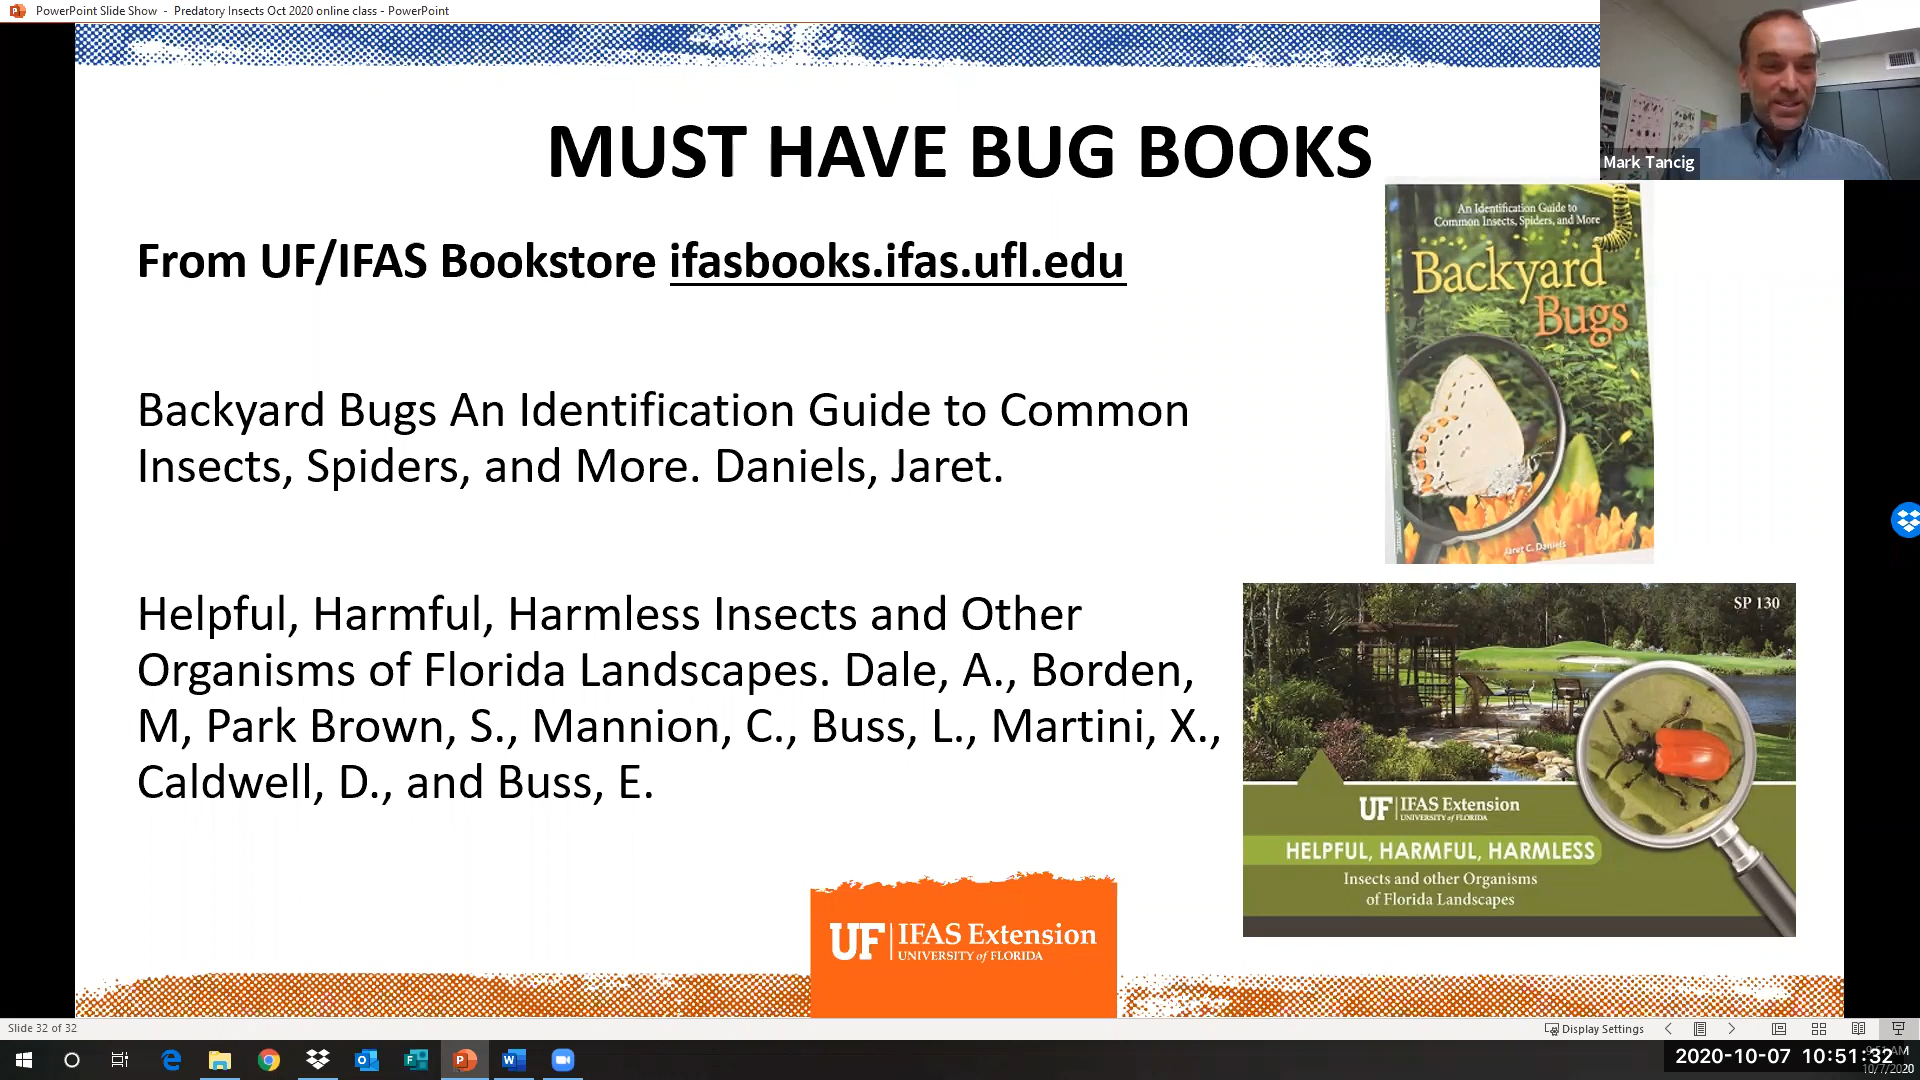 PowerPoint Slide Show - Predatory Insects Oct 2020 online class - PowerPoint
Mark Tancig
MUST HAVE BUG BOOKS
From UF/IFAS Bookstore ifasbooks.ifas.ufl.edu
Backyard Bugs An Identification Guide to Common
Insects, Spiders, and More. Daniels, Jaret.
Helpful, Harmful, Harmless Insects and Other
Organisms of Florida Landscapes. Dale, A., Borden,
M, Park Brown, S., Mannion, C., Buss, L., Martini, X.,
Caldwell, D., and Buss, E.
An Identification Guide to
Common Insects, Spiders, and More
Backyard
Bugs
Jaret C. Daniels
SP 130
UF IFAS Extension
UNIVERSITY of FLORIDA
HELPFUL, HARMFUL, HARMLESS
Insects and other Organisms
of Florida Landscapes
UF IFAS Extension
UNIVERSITY of FLORIDA
Slide 32 of 32
Display Settings
9:51 AM
2020-10-07 10:51:32
10/7/2020